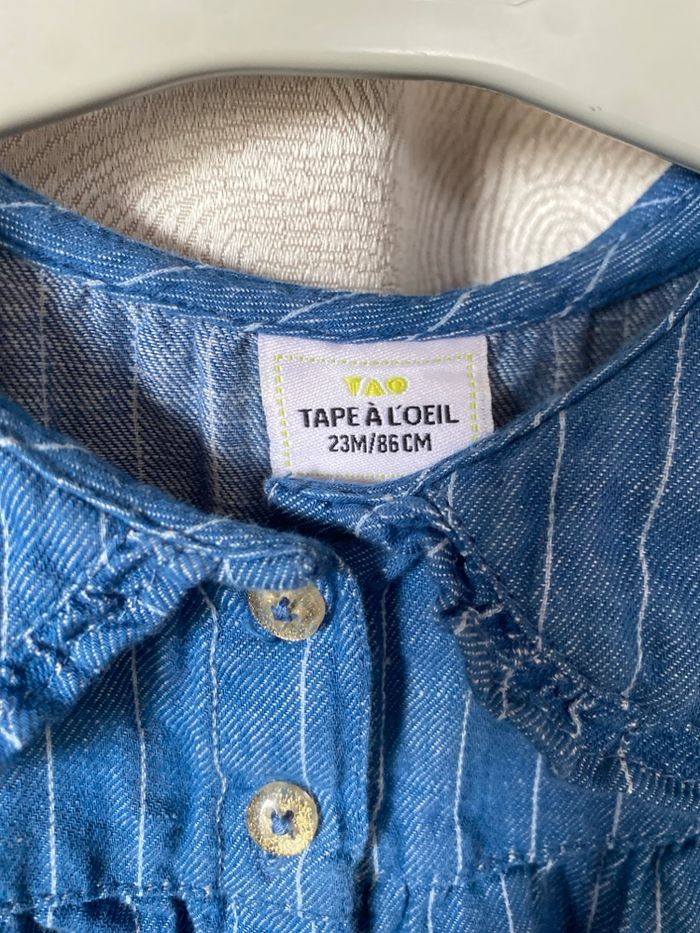 TAO
TAPE À L'OEIL
23M/86CM